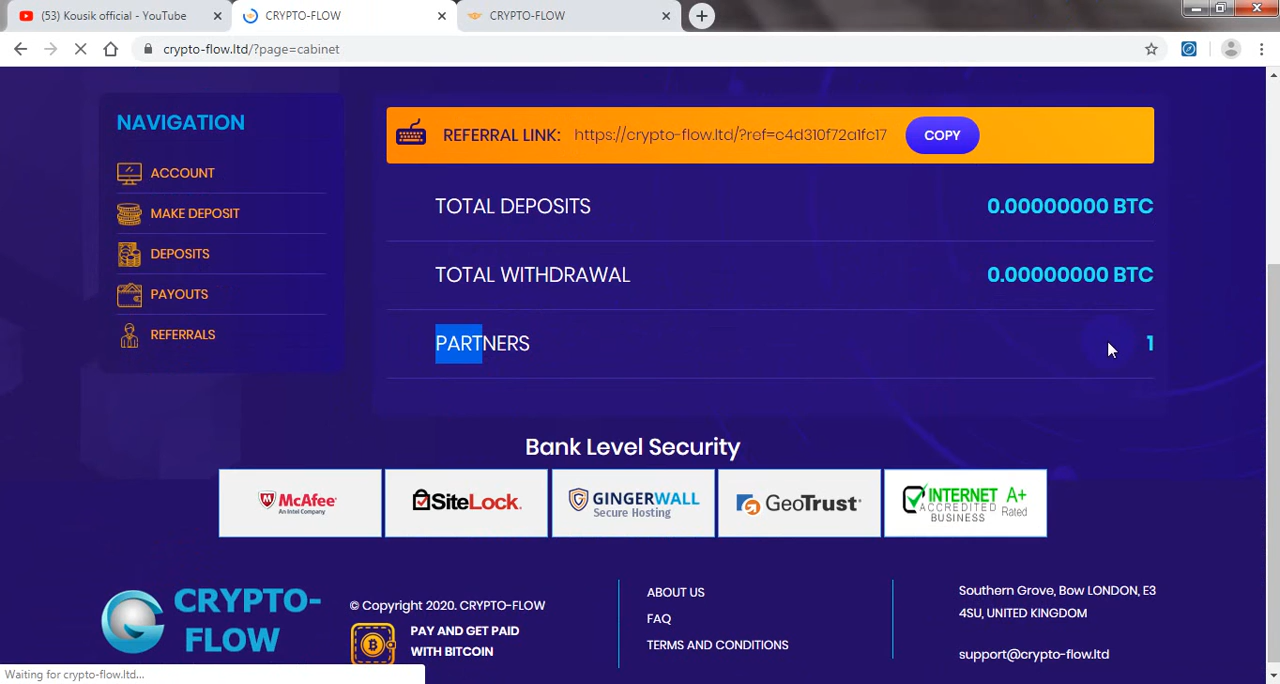 (53) Kousik official - YouTube
CRYPTO-FLOW
CRYPTO-FLOW
crypto-flow.ltd/?page=cabinet
NAVIGATION
ACCOUNT
MAKE DEPOSIT
DEPOSITS
PAYOUTS
REFERRALS
REFERRAL LINK: https://crypto-flow.ltd/?ref=c4d310f72a1fc17 COPY
TOTAL DEPOSITS 0.00000000 BTC
TOTAL WITHDRAWAL 0.00000000 BTC
PARTNERS 1
Bank Level Security
McAfee
An Intel Company
SiteLock
GINGERWALL
Secure Hosting
GeoTrust
INTERNET A+
ACCREDITED Rated
BUSINESS
CRYPTO-
FLOW
© Copyright 2020. CRYPTO-FLOW
PAY AND GET PAID
WITH BITCOIN
ABOUT US
FAQ
TERMS AND CONDITIONS
Southern Grove, Bow LONDON, E3
4SU, UNITED KINGDOM
support@crypto-flow.ltd
Waiting for crypto-flow.ltd...